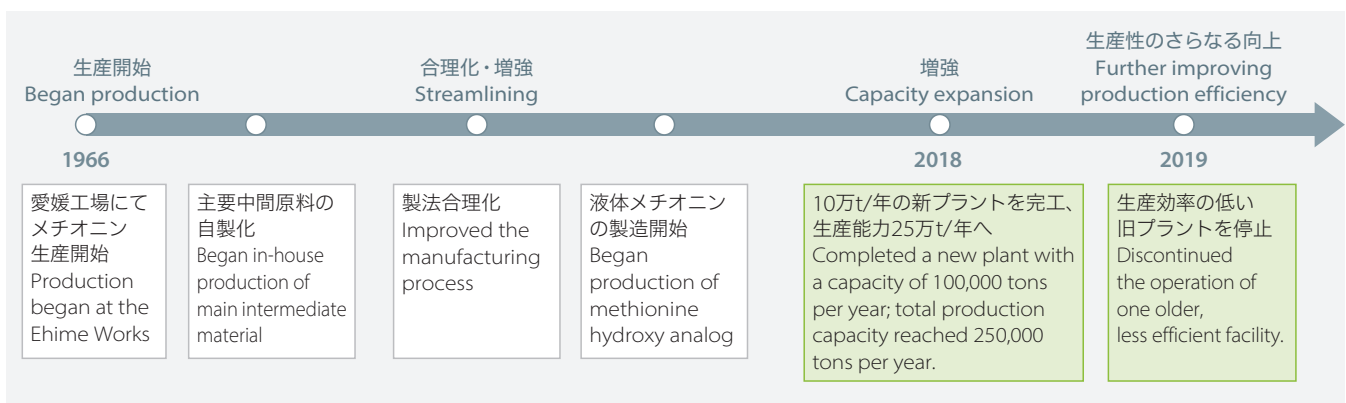 生産開始
Began production
合理化・増強
Streamlining
増強
Capacity expansion
生産性のさらなる向上
Further improving
production efficiency
1966
2018
2019
愛媛工場にて
メチオニン
生産開始
Production
began at the
Ehime Works
主要中間原料の
自製化
Began in-house
production of
main intermediate
material
製法合理化
Improved the
manufacturing
process
液体メチオニン
の製造開始
Began
production of
methionine
hydroxy analog
10万t/年の新プラントを完工、
生産能力25万t/年へ
Completed a new plant with
a capacity of 100,000 tons
per year; total production
capacity reached 250,000
tons per year.
生産効率の低い
旧プラントを停止
Discontinued
the operation of
one older,
less efficient facility.